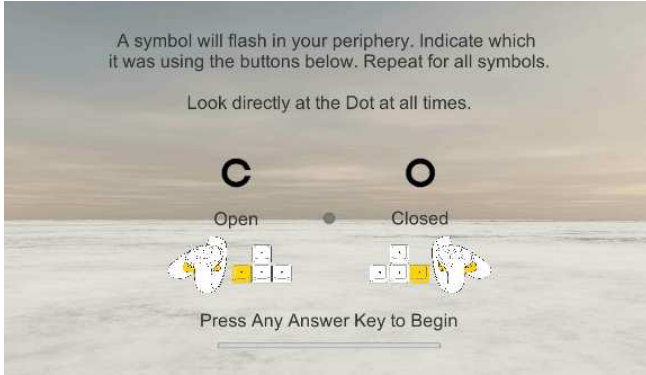 A symbol will flash in your periphery. Indicate which
it was using the buttons below. Repeat for all symbols.
Look directly at the Dot at all times.
C O
Open Closed
Press Any Answer Key to Begin